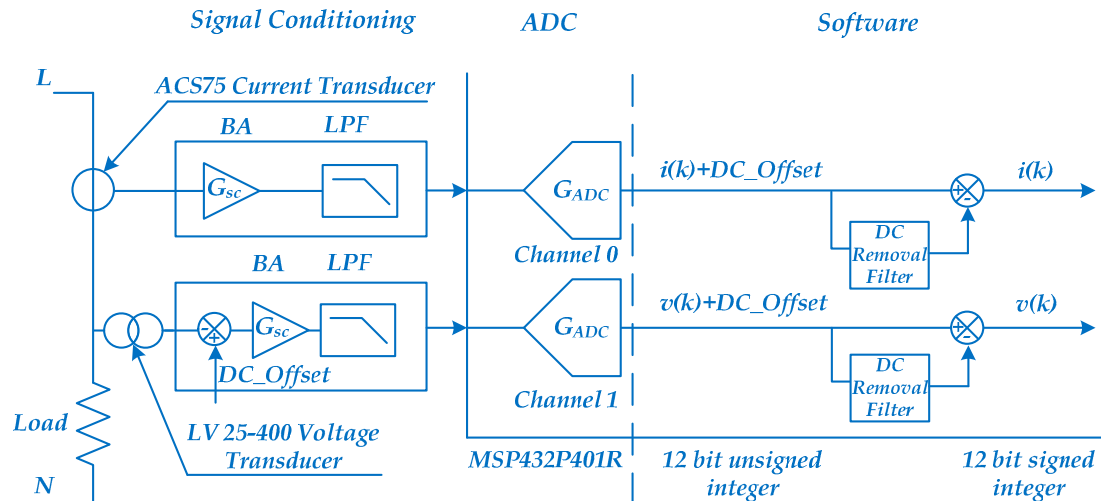 Signal Conditioning
ADC
Software
L
ACS75 Current Transducer
BA
LPF
Gsc
GADC
i(k)+DC_Offset
+
-
i(k)
Channel 0
DC
Removal
Filter
BA
LPF
-
+
Gsc
DC_Offset
GADC
v(k)+DC_Offset
+
-
v(k)
Channel 1
DC
Removal
Filter
Load
LV 25-400 Voltage
Transducer
N
MSP432P401R
12 bit unsigned
integer
12 bit signed
integer